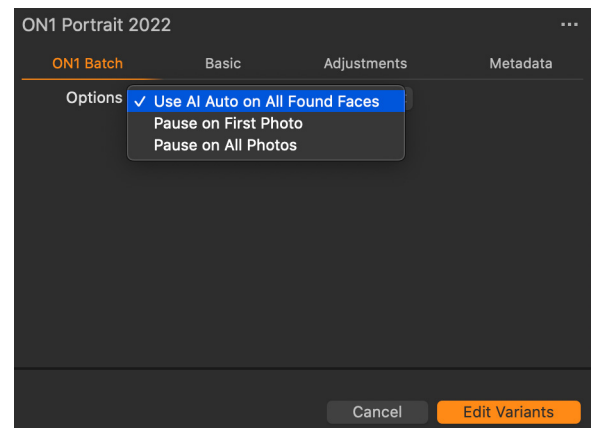 ON1 Portrait 2022
ON1 Batch Basic Adjustments Metadata
Options ✓ Use AI Auto on All Found Faces
Pause on First Photo
Pause on All Photos
Cancel Edit Variants